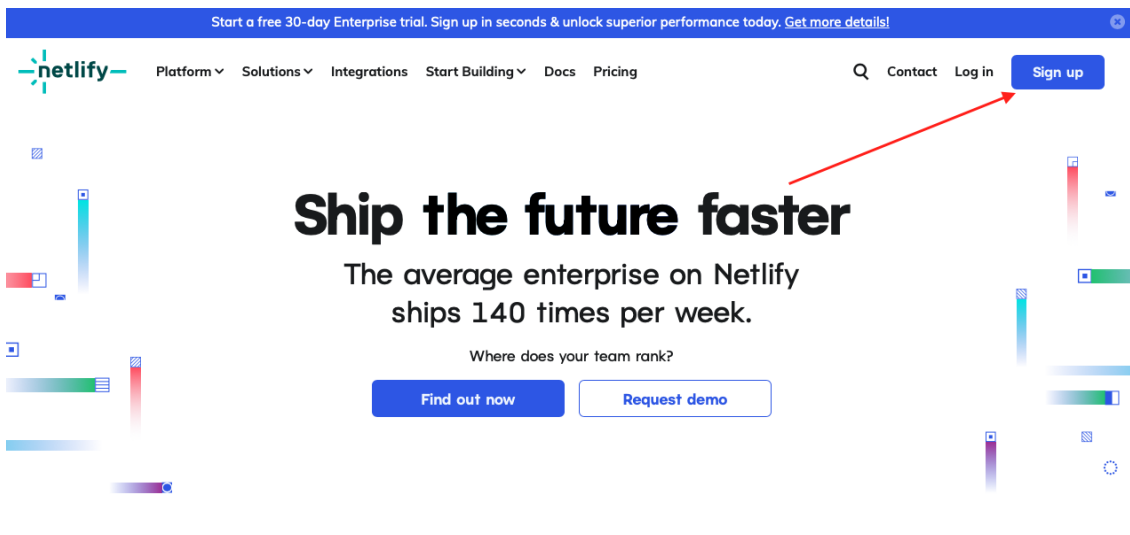 Start a free 30-day Enterprise trial. Sign up in seconds & unlock superior performance today. Get more details!
netlify Platform Solutions Integrations Start Building Docs Pricing Contact Log in Sign up
Ship the future faster
The average enterprise on Netlify
ships 140 times per week.
Where does your team rank?
Find out now Request demo